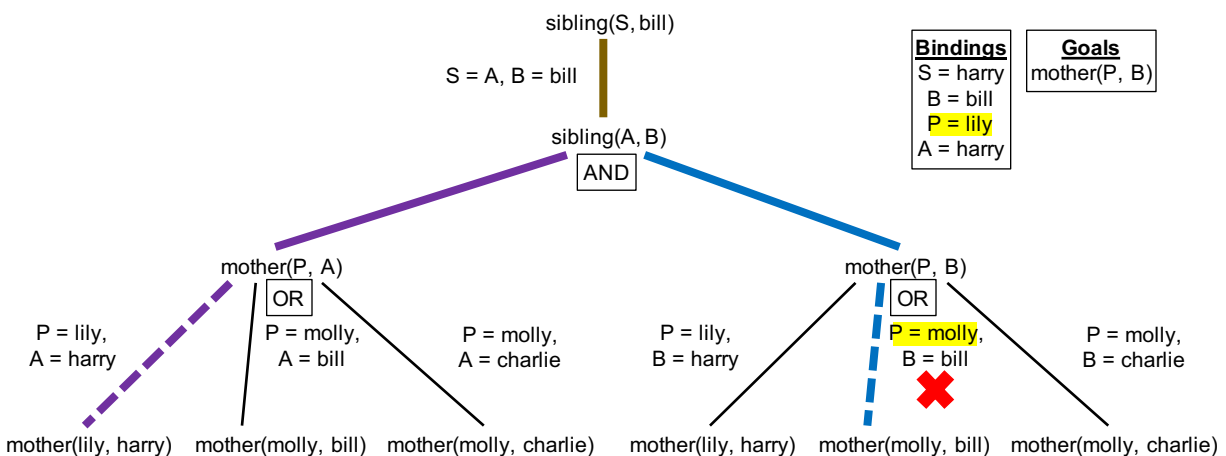 sibling(S, bill)
S = A, B = bill
sibling(A, B)
AND
Bindings
S = harry
B = bill
P = lily
A = harry
Goals
mother(P, B)
mother(P, A)
OR
P = lily,
A = harry
P = molly,
A = bill
P = molly,
A = charlie
mother(lily, harry)
mother(molly, bill)
mother(molly, charlie)
mother(P, B)
OR
P = lily,
B = harry
P = molly,
B = bill
P = molly,
B = charlie
mother(lily, harry)
mother(molly, bill)
mother(molly, charlie)